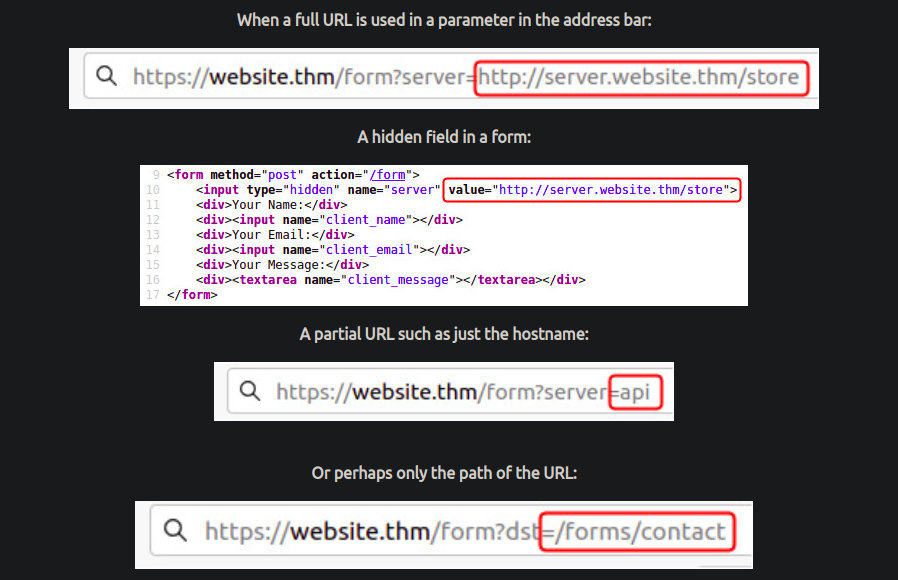 When a full URL is used in a parameter in the address bar:
https://website.thm/form?server=http://server.website.thm/store
A hidden field in a form:
9 <form method="post" action="/form">
10 <input type="hidden" name="server" value="http://server.website.thm/store">
11 <div>Your Name:</div>
12 <div><input name="client_name"></div>
13 <div>Your Email:</div>
14 <div><input name="client_email"></div>
15 <div>Your Message:</div>
16 <div><textarea name="client_message"></textarea></div>
17 </form>
A partial URL such as just the hostname:
https://website.thm/form?server=api
Or perhaps only the path of the URL:
https://website.thm/form?dst=/forms/contact